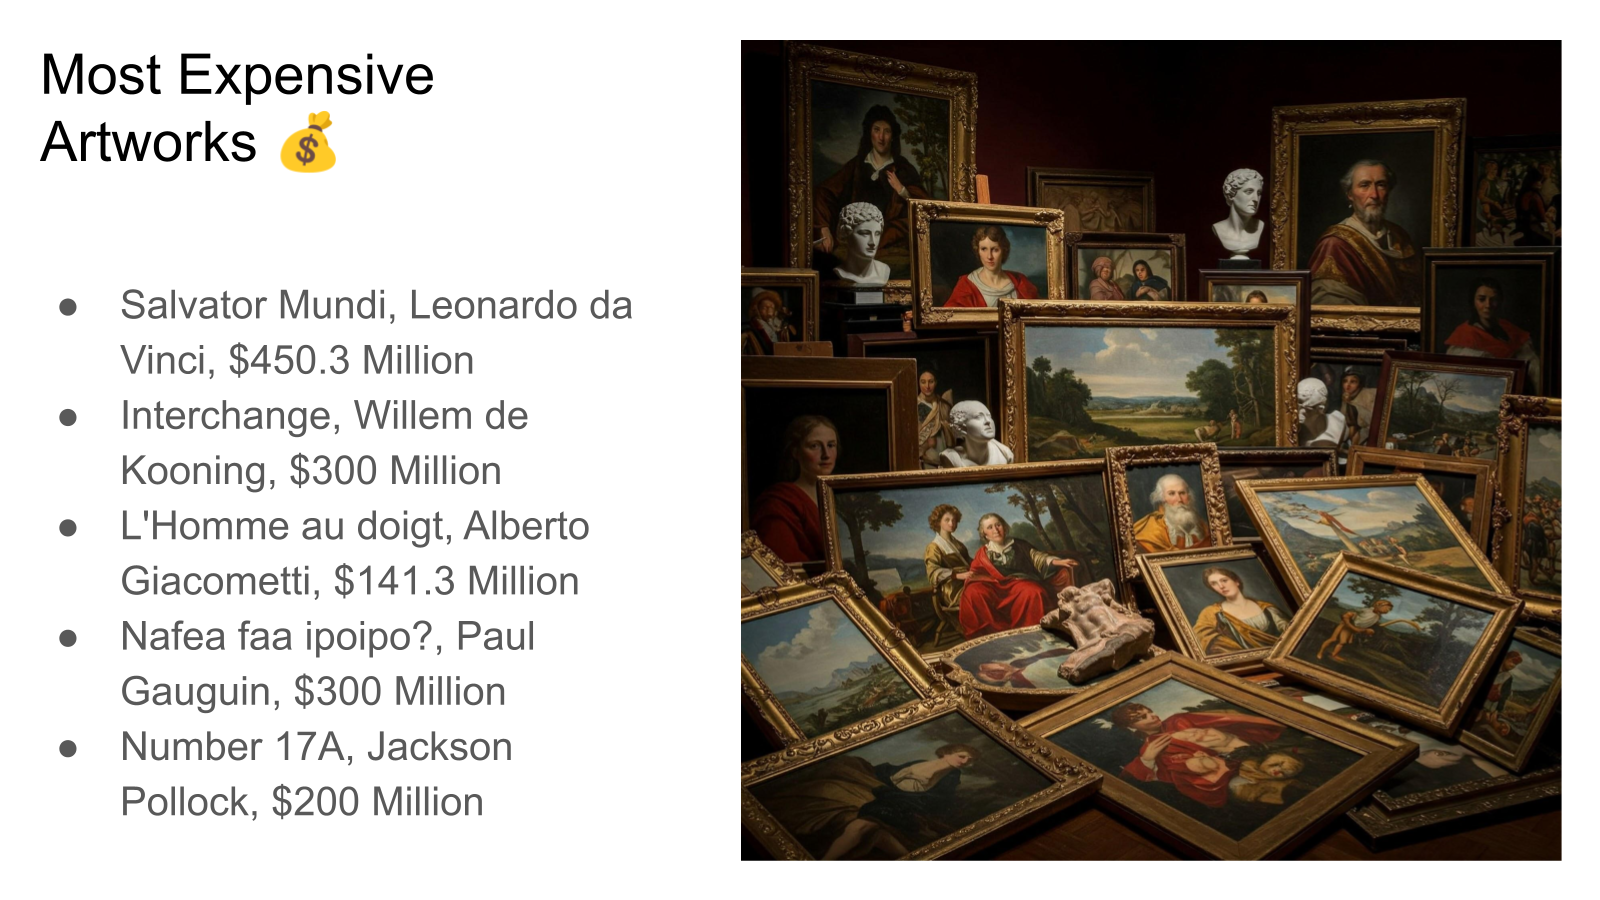 Most Expensive
Artworks 💰
● Salvator Mundi, Leonardo da
Vinci, $450.3 Million
● Interchange, Willem de
Kooning, $300 Million
● L'Homme au doigt, Alberto
Giacometti, $141.3 Million
● Nafea faa ipoipo?, Paul
Gauguin, $300 Million
● Number 17A, Jackson
Pollock, $200 Million